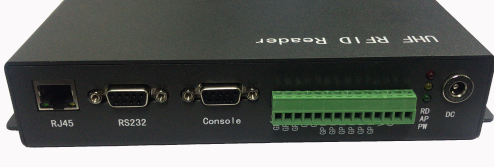 UHF RFID Reader
RJ45
RS232
Console
RD
AP
PW
DC